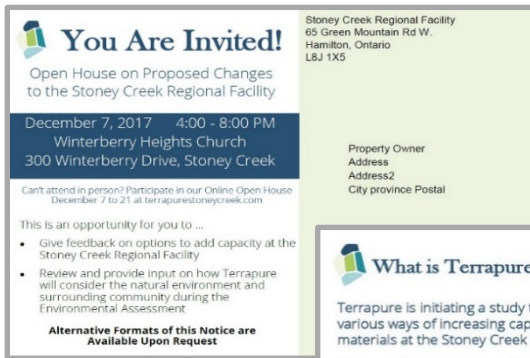 You Are Invited!
Open House on Proposed Changes
to the Stoney Creek Regional Facility
December 7, 2017 4:00 - 8:00 PM
Winterberry Heights Church
300 Winterberry Drive, Stoney Creek
Can't attend in person? Participate in our Online Open House
December 7 to 21 at terrapurestoneycreek.com
This is an opportunity for you to ...
• Give feedback on options to add capacity at the
Stoney Creek Regional Facility
• Review and provide input on how Terrapure
will consider the natural environment and
surrounding community during the
Environmental Assessment
Alternative Formats of this Notice are
Available Upon Request
Stoney Creek Regional Facility
65 Green Mountain Rd W.
Hamilton, Ontario
L8J 1X5
Property Owner
Address
Address2
City province Postal
What is Terrapure
Terrapure is initiating a study
various ways of increasing
materials at the Stoney Creek